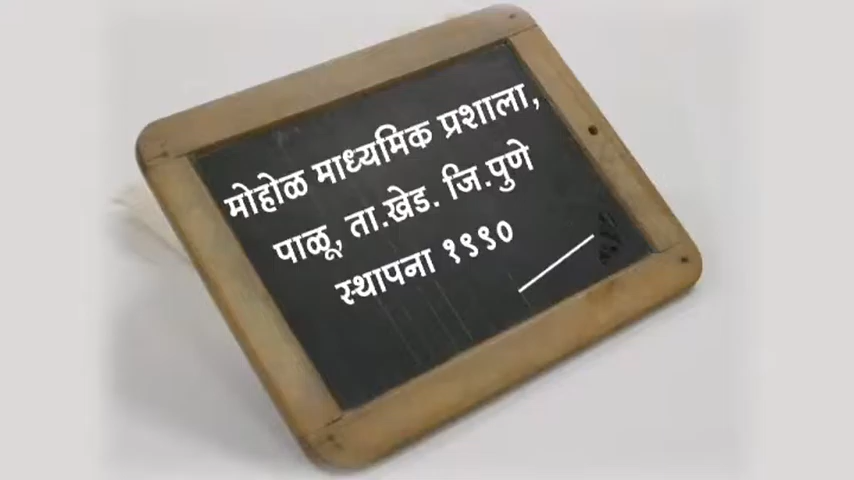 मोहोळ माध्यमिक प्रशाला,
पाळू, ता.खेड. जि.पुणे
स्थापना १९९०